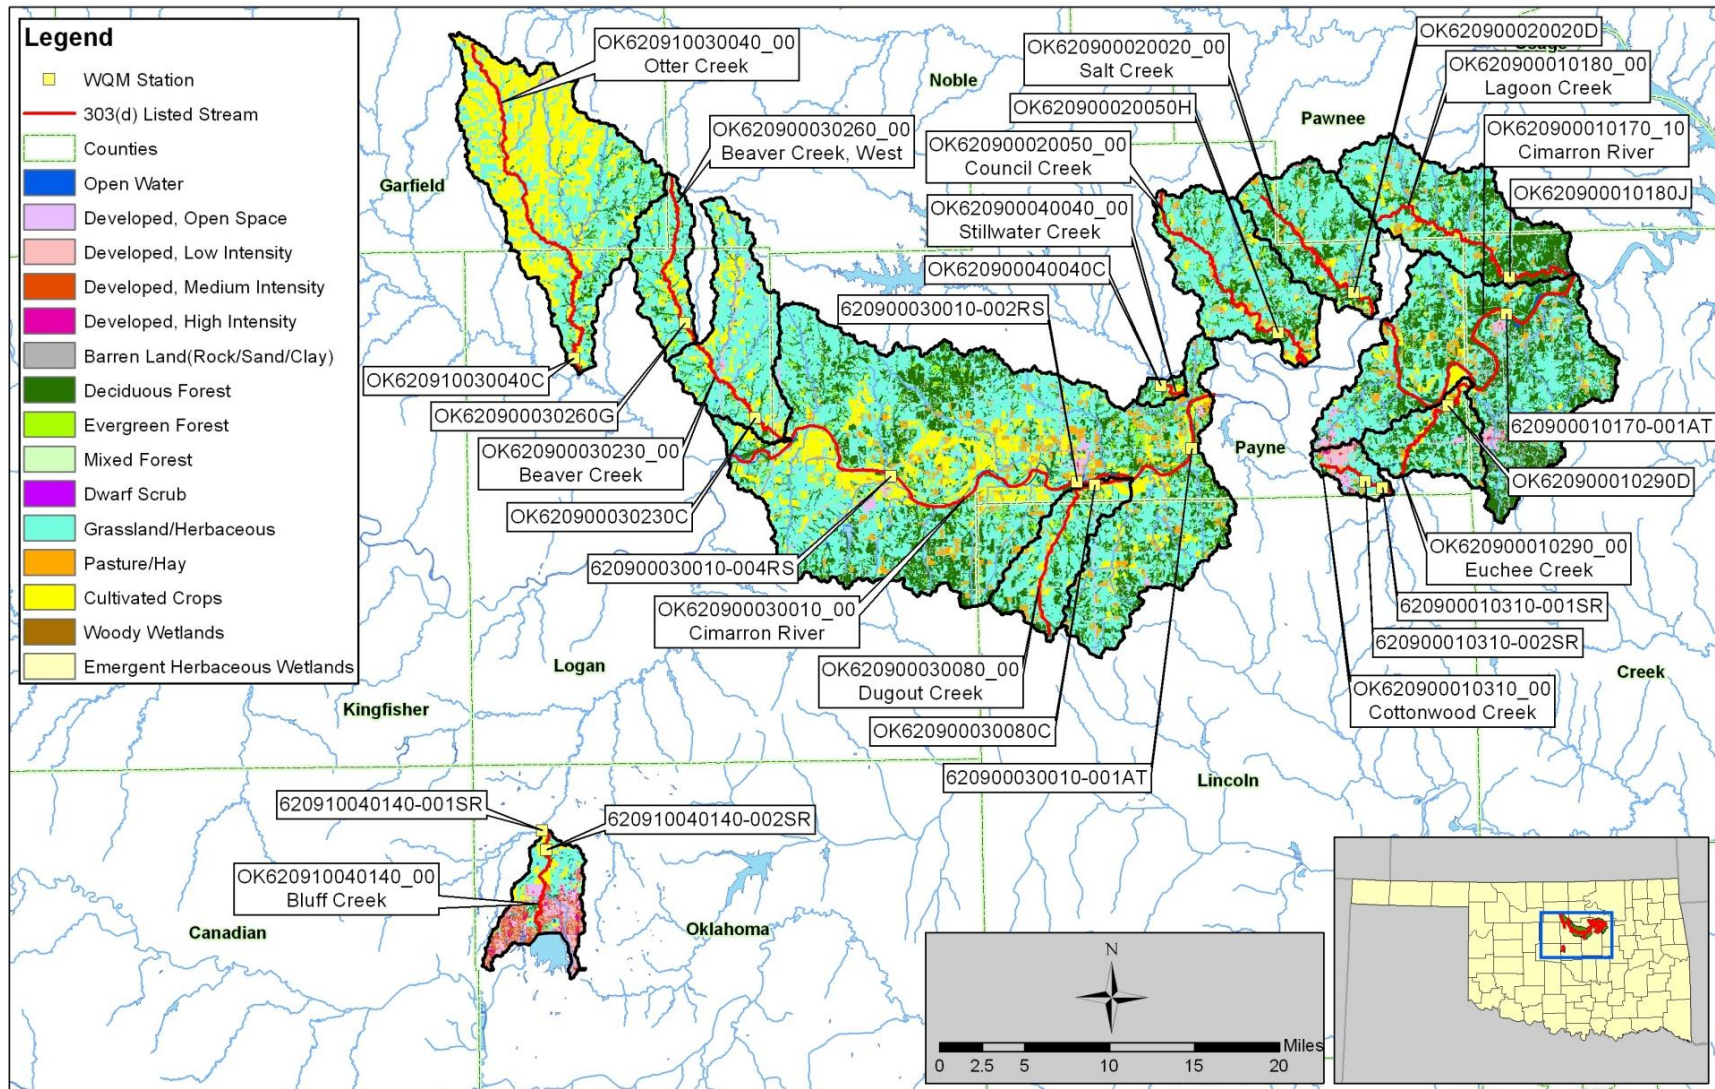 Legend
WQM Station
303(d) Listed Stream
Counties
Open Water
Developed, Open Space
Developed, Low Intensity
Developed, Medium Intensity
Developed, High Intensity
Barren Land(Rock/Sand/Clay)
Deciduous Forest
Evergreen Forest
Mixed Forest
Dwarf Scrub
Grassland/Herbaceous
Pasture/Hay
Cultivated Crops
Woody Wetlands
Emergent Herbaceous Wetlands
OK620910030040_00
Otter Creek
Noble
OK620900020020_00
Salt Creek
OK620900020020D
Osage
OK620900010180_00
Lagoon Creek
OK620900020050H
Pawnee
OK620900030260_00
Beaver Creek, West
OK620900020050_00
Council Creek
OK620900010170_10
Cimarron River
Garfield
OK620900010180J
OK620900040040_00
Stillwater Creek
OK620900040040C
620900030010-002RS
OK620910030040C
OK620900030260G
OK620900030230_00
Beaver Creek
OK620900030230C
Payne
620900010170-001AT
OK620900010290D
620900030010-004RS
OK620900010290_00
Euchee Creek
OK620900030010_00
Cimarron River
620900010310-001SR
620900010310-002SR
Logan
OK620900030080_00
Dugout Creek
Creek
OK620900010310_00
Cottonwood Creek
Kingfisher
OK620900030080C
620900030010-001AT
Lincoln
620910040140-001SR
620910040140-002SR
OK620910040140_00
Bluff Creek
Canadian
Oklahoma
N
Miles
0 2.5 5 10 15 20